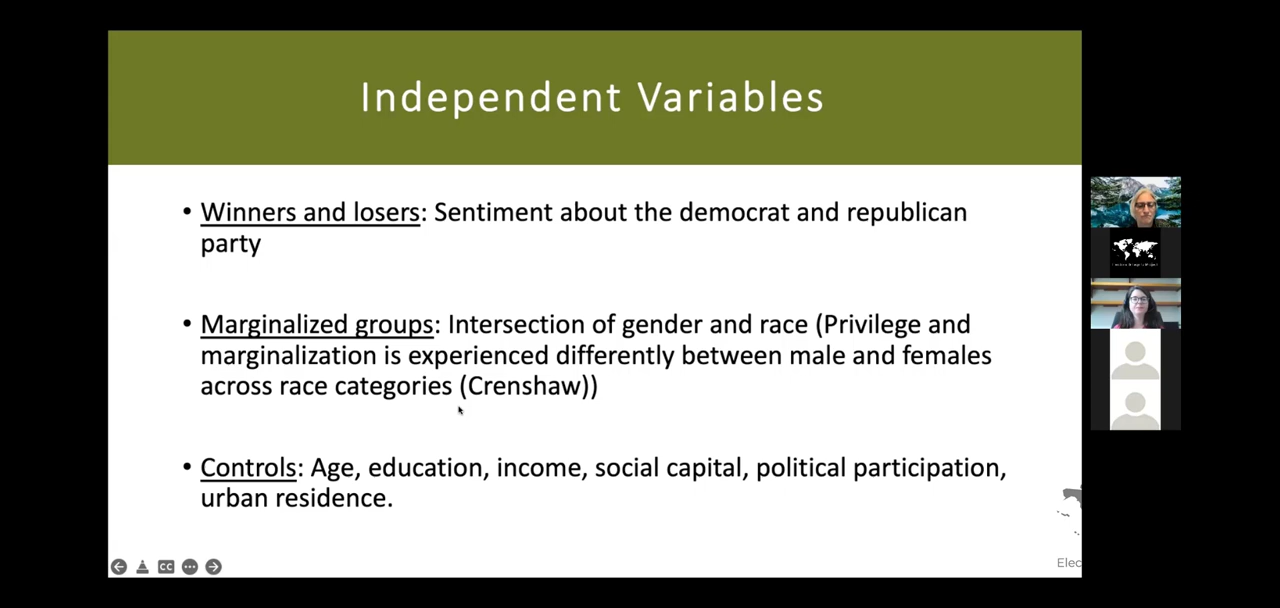 Independent Variables
• Winners and losers: Sentiment about the democrat and republican
party
• Marginalized groups: Intersection of gender and race (Privilege and
marginalization is experienced differently between male and females
across race categories (Crenshaw))
• Controls: Age, education, income, social capital, political participation,
urban residence.
Elec
CC